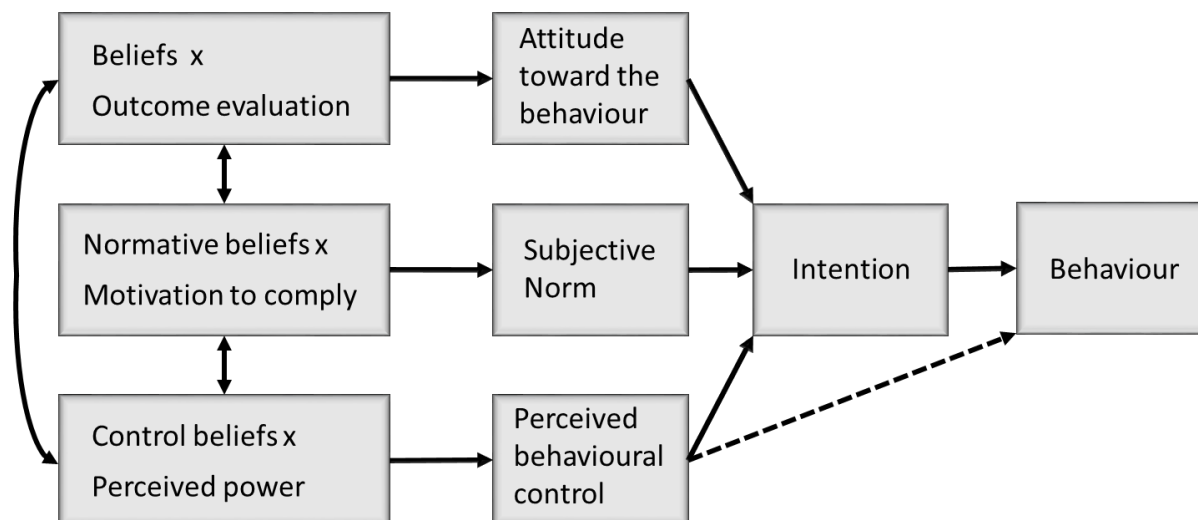 Beliefs x
Outcome evaluation
Attitude
toward the
behaviour
Normative beliefs x
Motivation to comply
Subjective
Norm
Intention
Behaviour
Control beliefs x
Perceived power
Perceived
behavioural
control